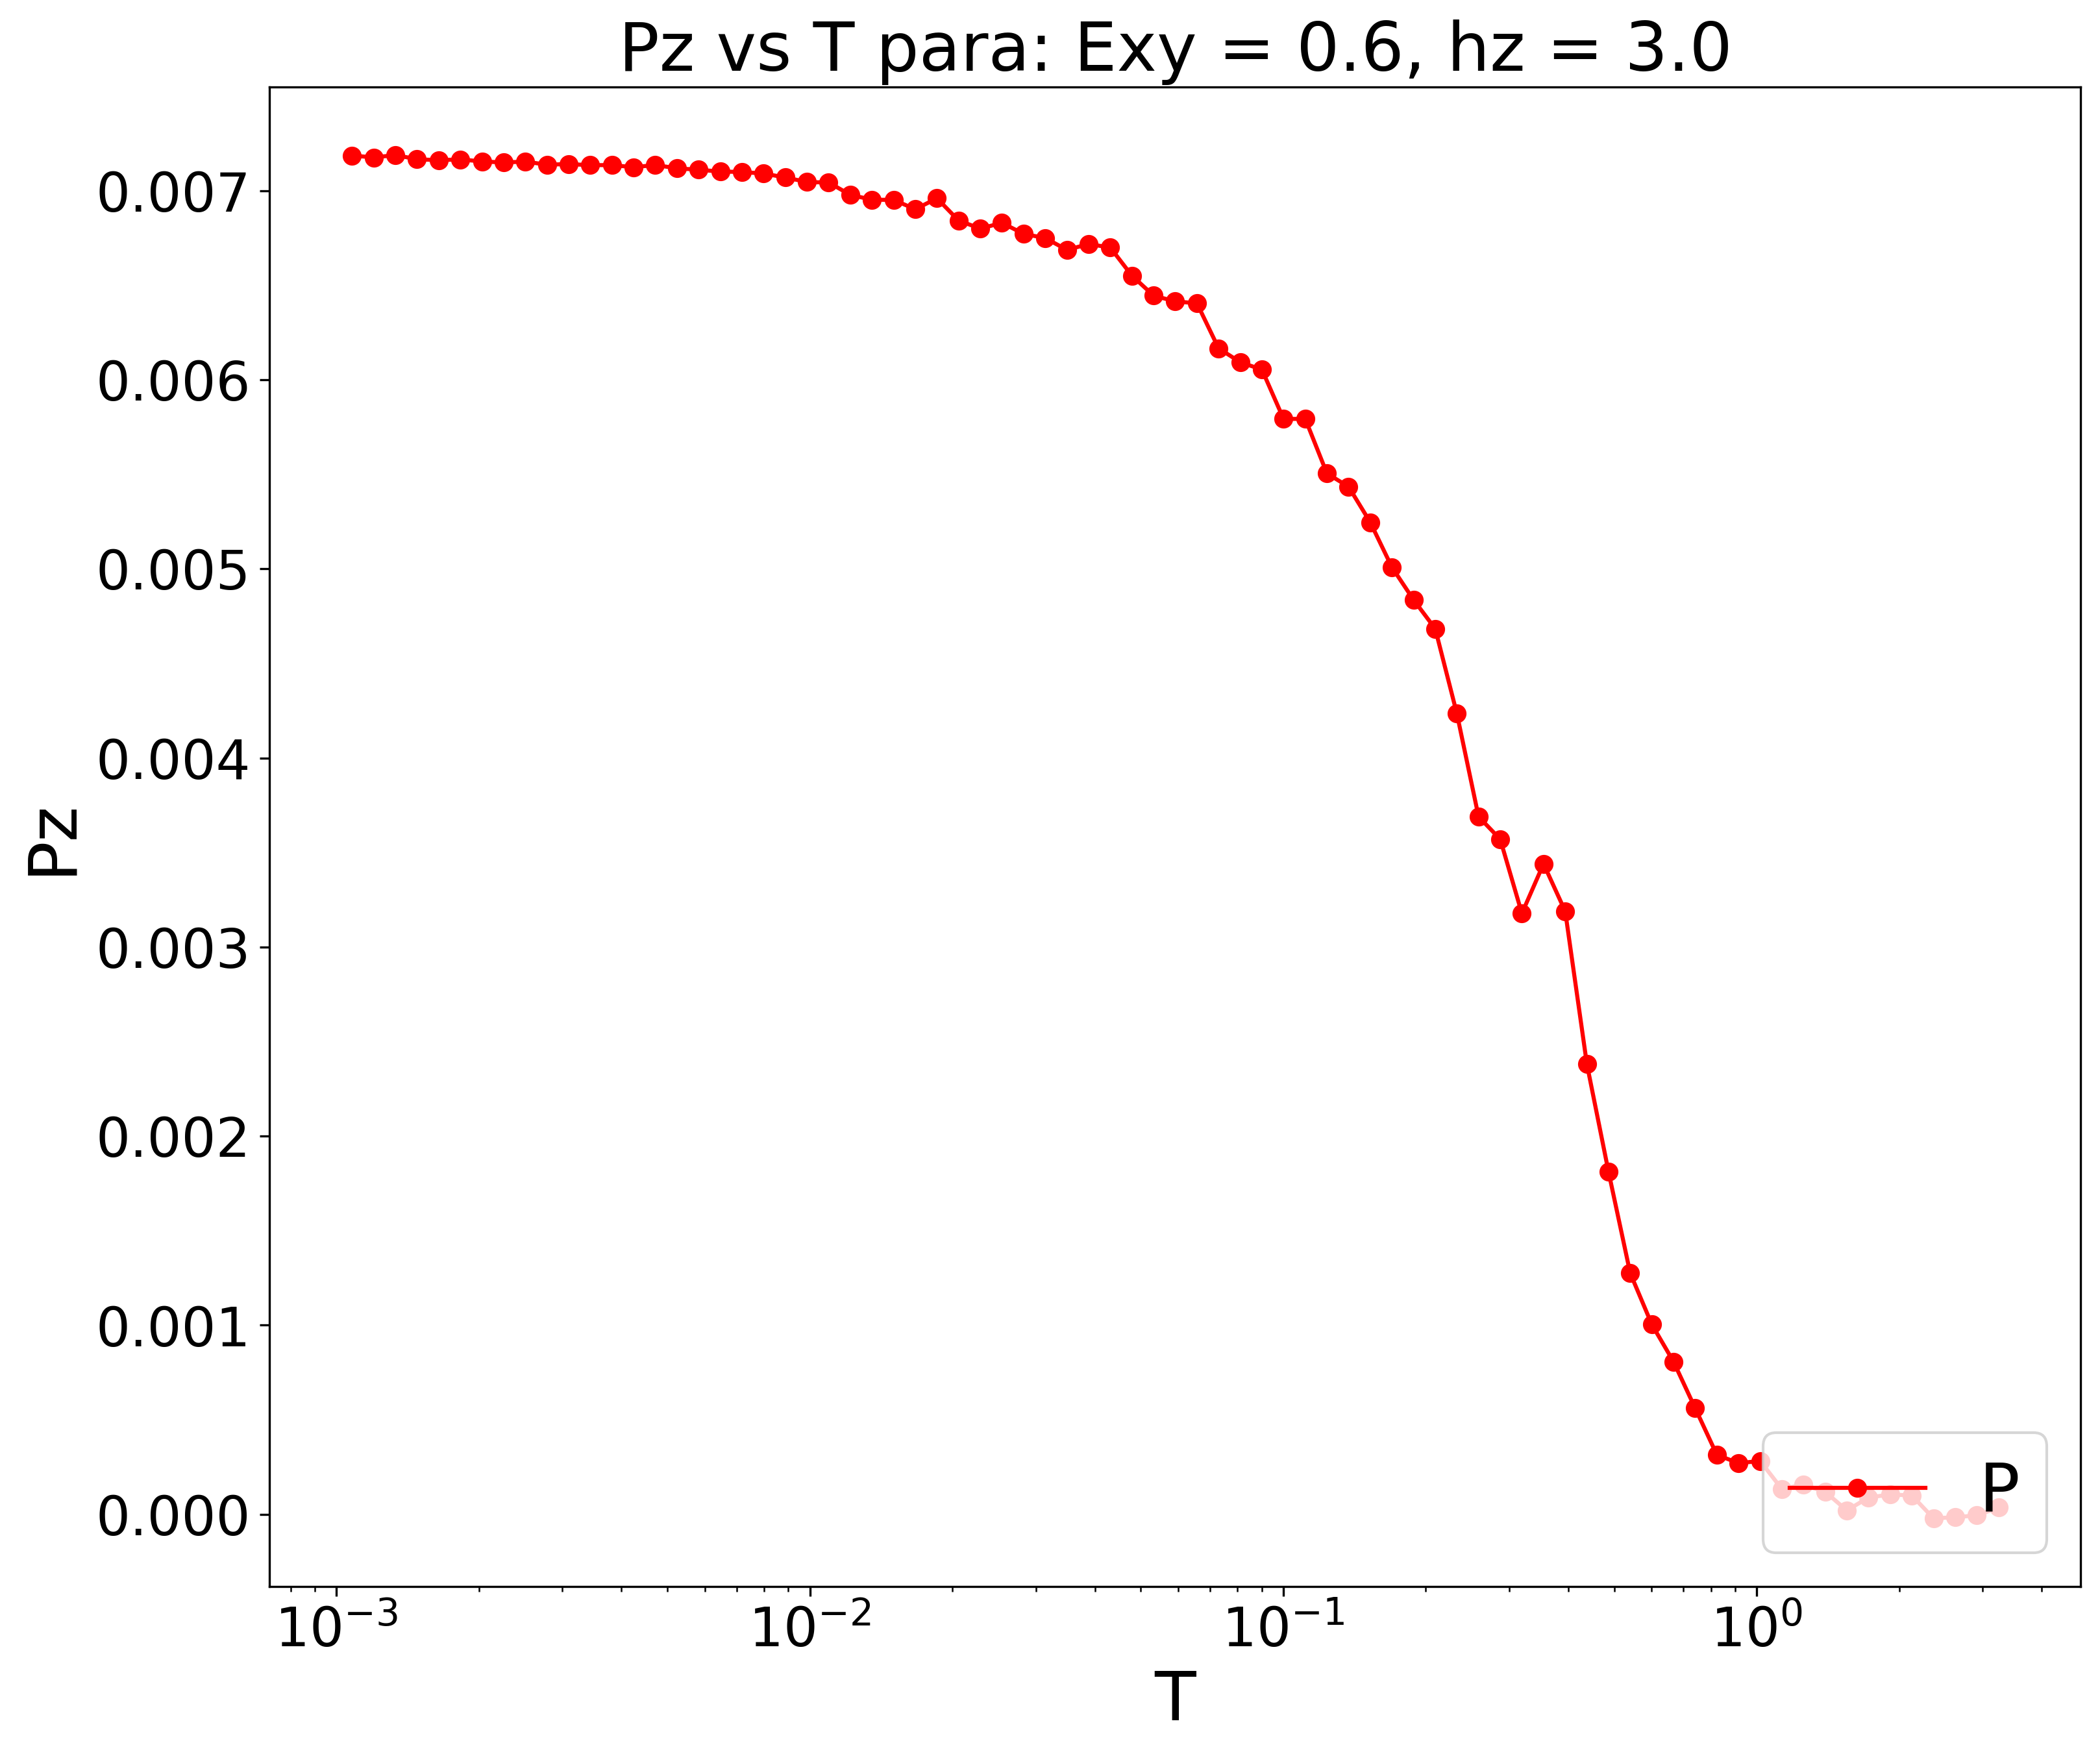 Pz vs T para: Exy = 0.6, hz = 3.0
Pz
0.007
0.006
0.005
0.004
0.003
0.002
0.001
0.000
P
10⁻³ 10⁻² 10⁻¹ 10⁰
T